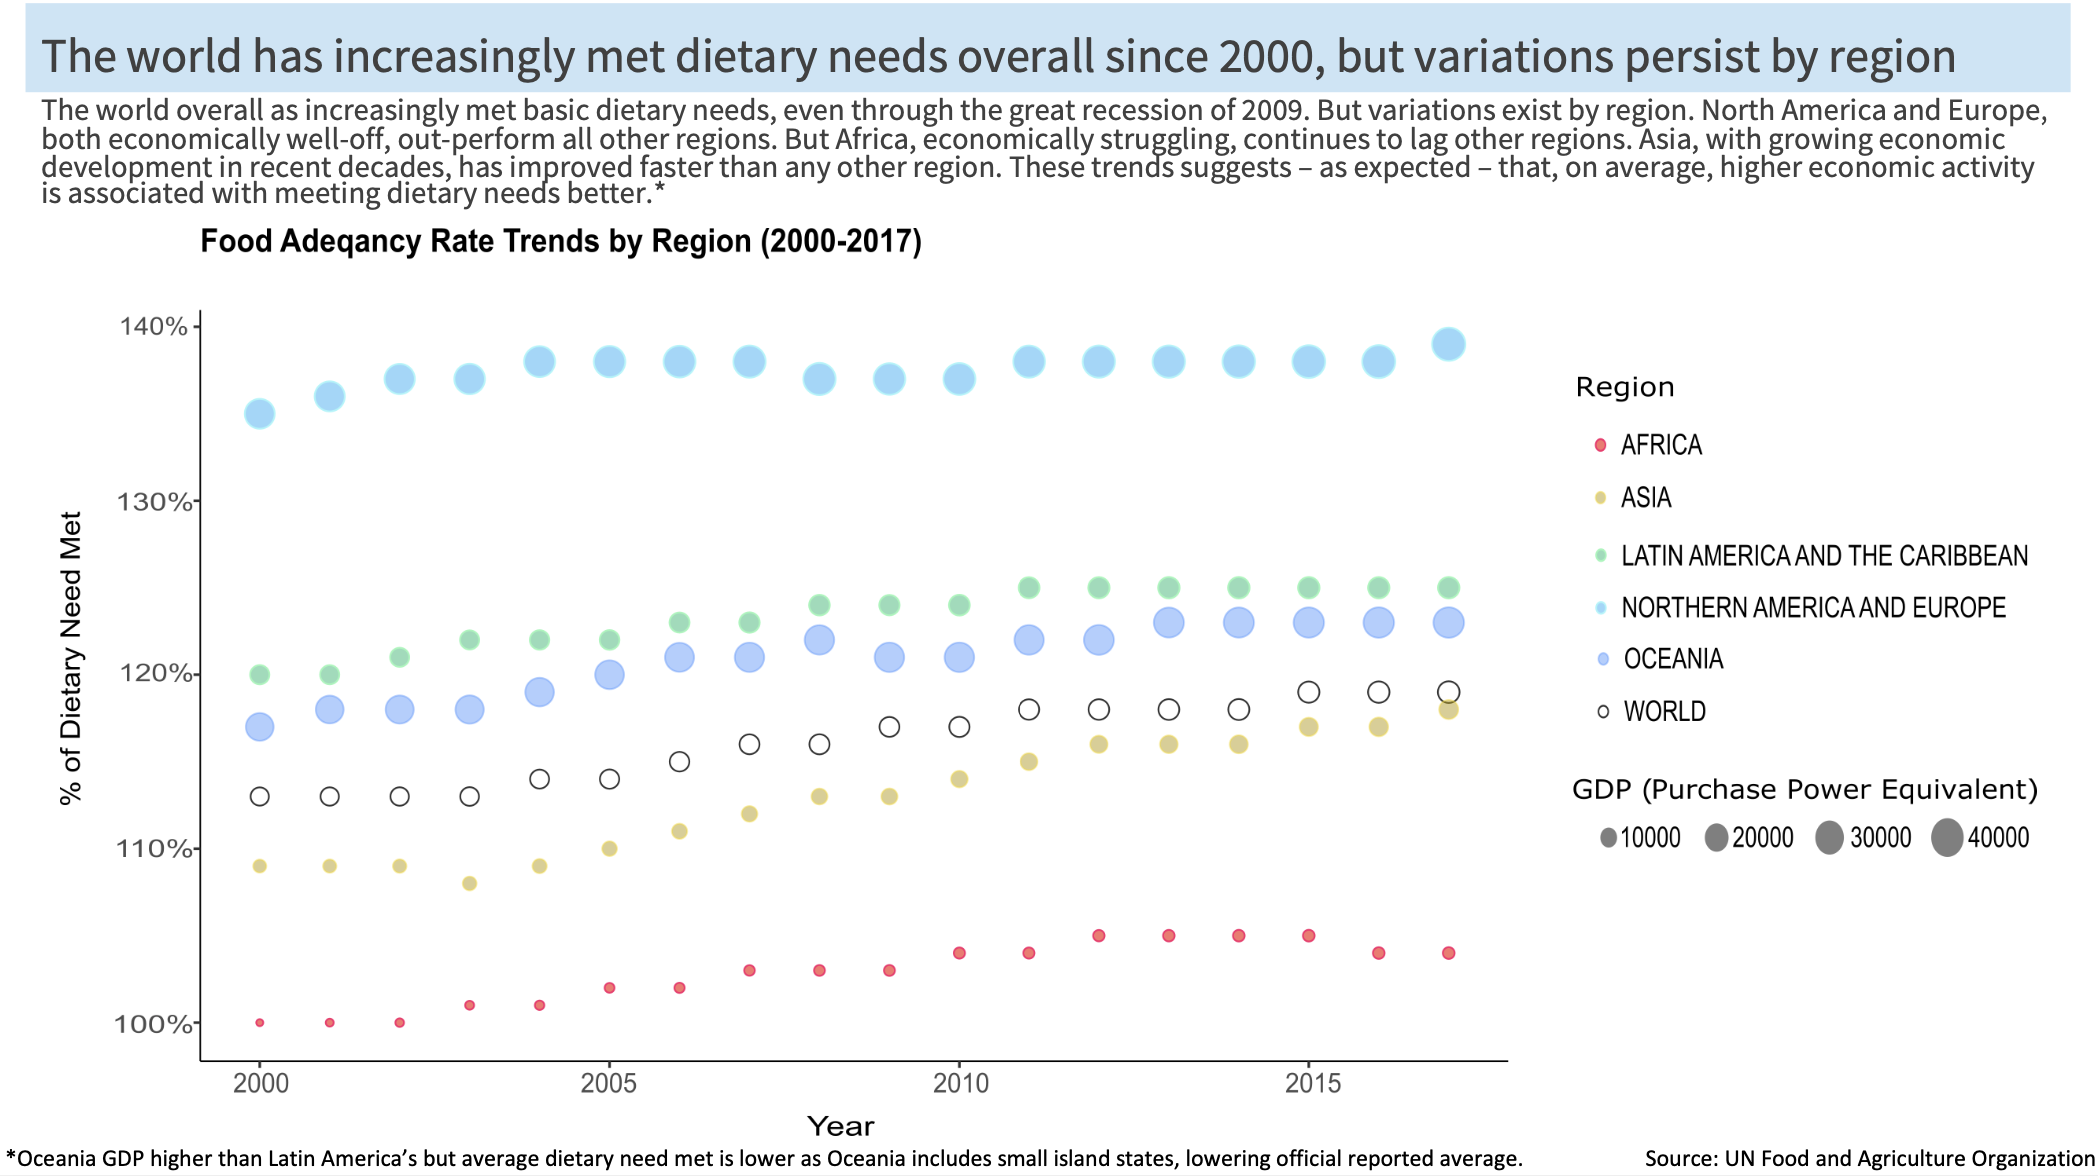 The world has increasingly met dietary needs overall since 2000, but variations persist by region
The world overall as increasingly met basic dietary needs, even through the great recession of 2009. But variations exist by region. North America and Europe,
both economically well-off, out-perform all other regions. But Africa, economically struggling, continues to lag other regions. Asia, with growing economic
development in recent decades, has improved faster than any other region. These trends suggests – as expected – that, on average, higher economic activity
is associated with meeting dietary needs better.*
Food Adeqancy Rate Trends by Region (2000-2017)
140%
130%
120%
110%
100%
% of Dietary Need Met
2000
2005
2010
2015
Year
Region
AFRICA
ASIA
LATIN AMERICA AND THE CARIBBEAN
NORTHERN AMERICA AND EUROPE
OCEANIA
WORLD
GDP (Purchase Power Equivalent)
10000 20000 30000 40000
*Oceania GDP higher than Latin America’s but average dietary need met is lower as Oceania includes small island states, lowering official reported average.
Source: UN Food and Agriculture Organization